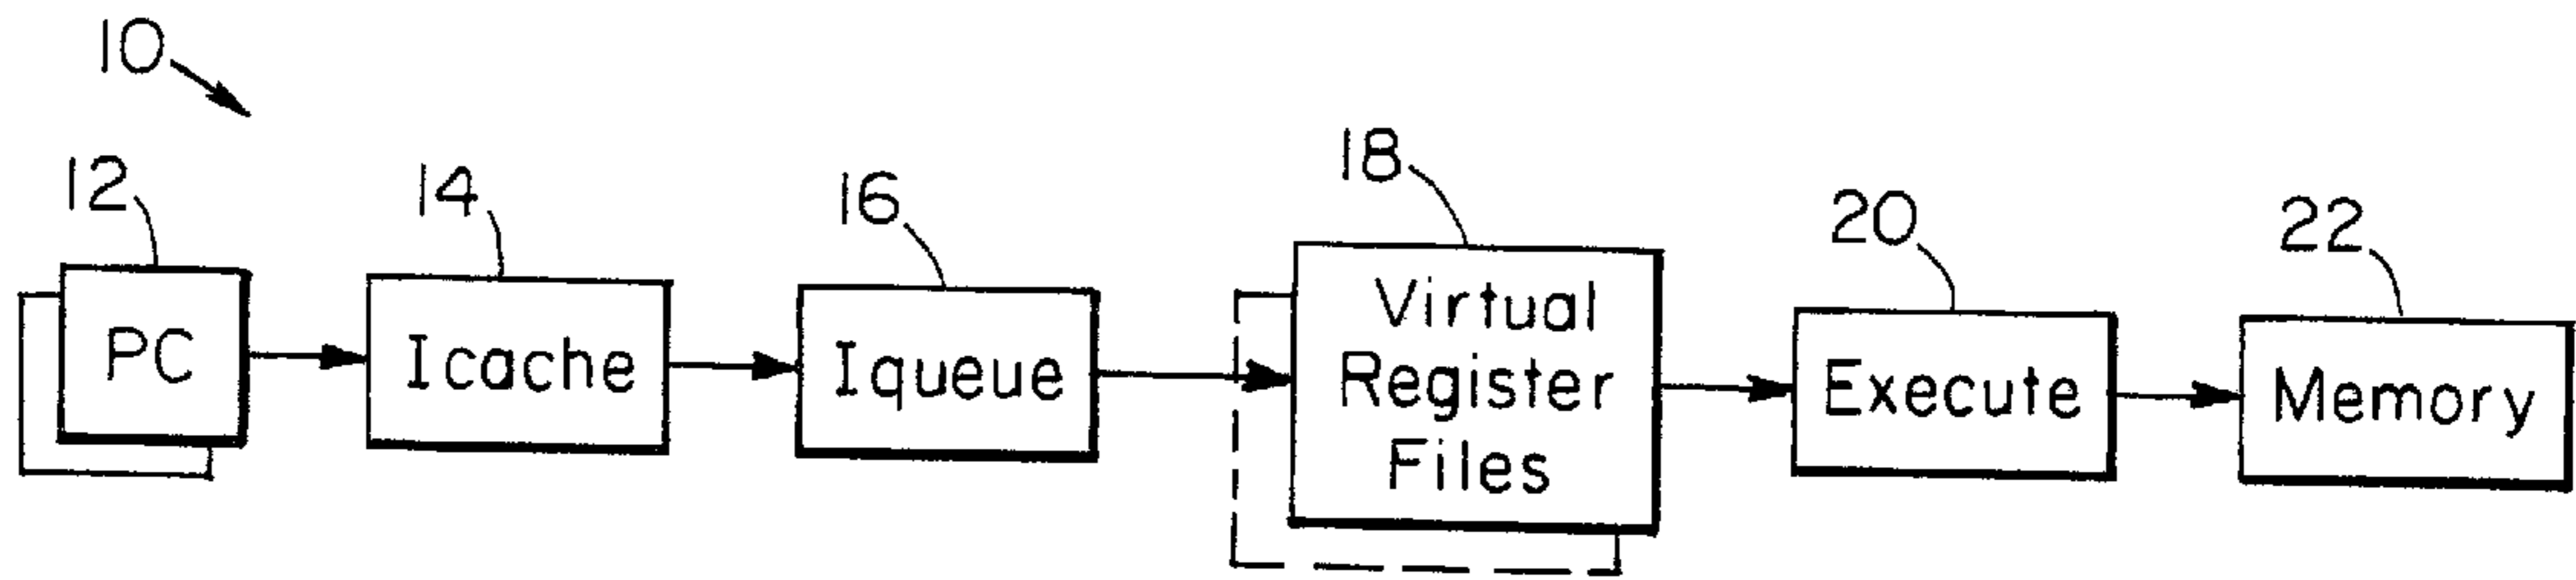 10
12
14
16
18
20
22
PC
Icache
Iqueue
Virtual
Register
Files
Execute
Memory